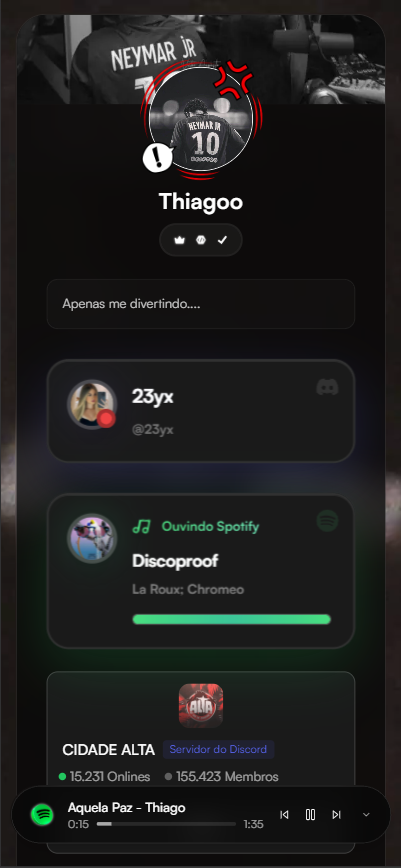 NEYMAR JR
NEYMAR JR
10
Thiagoo
Apenas me divertindo....
23yx
@23yx
Ouvindo Spotify
Discoproof
La Roux; Chromeo
ALTA
CIDADE ALTA
Servidor do Discord
15.231 Onlines
155.423 Membros
Aquela Paz - Thiago
0:15
1:35